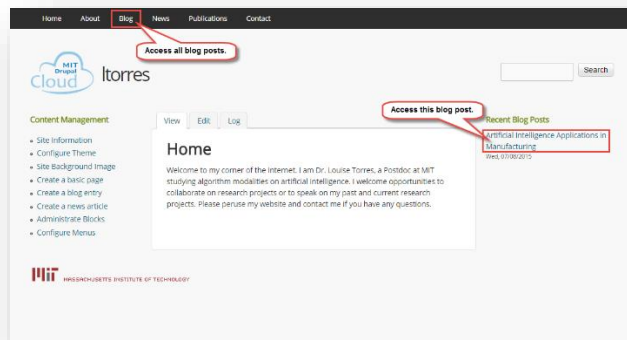 Home About Blog News Publications Contact
Access all blog posts.
MIT
Drupal
Cloud
ltorres
Search
Content Management
Site Information
Configure Theme
Site Background Image
Create a basic page
Create a blog entry
Create a news article
Administrate Blocks
Configure Menus
View Edit Log
Home
Welcome to my corner of the internet. I am Dr. Louise Torres, a Postdoc at MIT
studying algorithm modalities on artificial intelligence. I welcome opportunities to
collaborate on research projects or to speak on my past and current research
projects. Please peruse my website and contact me if you have any questions.
Access this blog post.
Recent Blog Posts
Artificial Intelligence Applications in
Manufacturing
Wed, 07/08/2015
MASSACHUSETTS INSTITUTE OF TECHNOLOGY